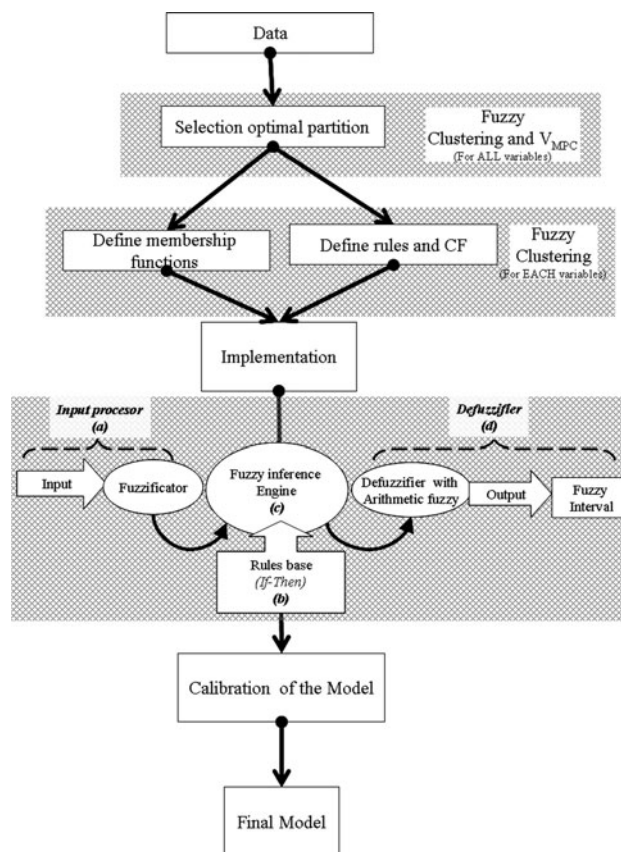 Data
Selection optimal partition
Fuzzy
Clustering and VMPC
(For ALL variables)
Define membership
functions
Define rules and CF
Fuzzy
Clustering
(For EACH variables)
Implementation
Input procesor
(a)
Defuzzifier
(d)
Input
Fuzzificator
Fuzzy inference
Engine
(c)
Defuzzifier with
Arithmetic fuzzy
Output
Fuzzy
Interval
Rules base
(If-Then)
(b)
Calibration of the Model
Final Model